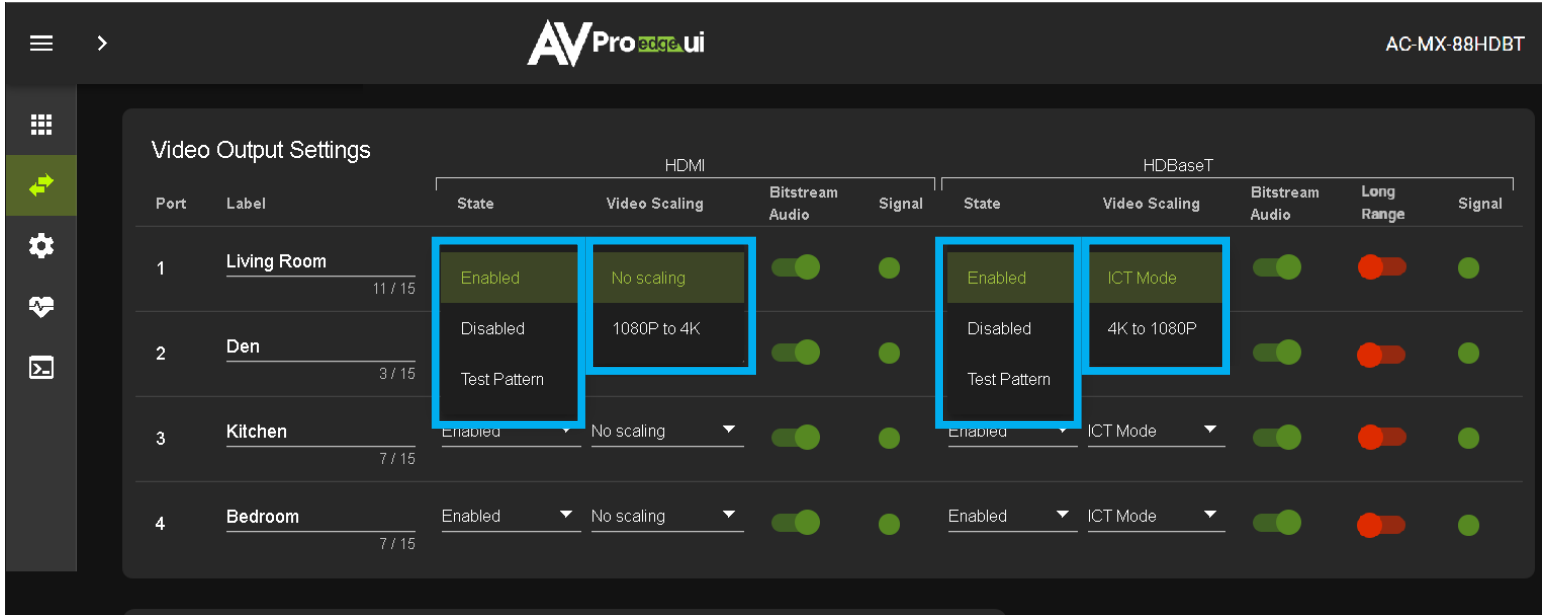 AVPro edge.ui
AC-MX-88HDBT
Video Output Settings
HDMI
HDBaseT
Port Label State Video Scaling Bitstream Audio Signal State Video Scaling Bitstream Audio Long Range Signal
1 Living Room Enabled No scaling Enabled ICT Mode
11 / 15
Disabled 1080P to 4K Disabled 4K to 1080P
2 Den
3 / 15
Test Pattern Test Pattern
3 Kitchen Enabled No scaling Enabled ICT Mode
7 / 15
4 Bedroom Enabled No scaling Enabled ICT Mode
7 / 15